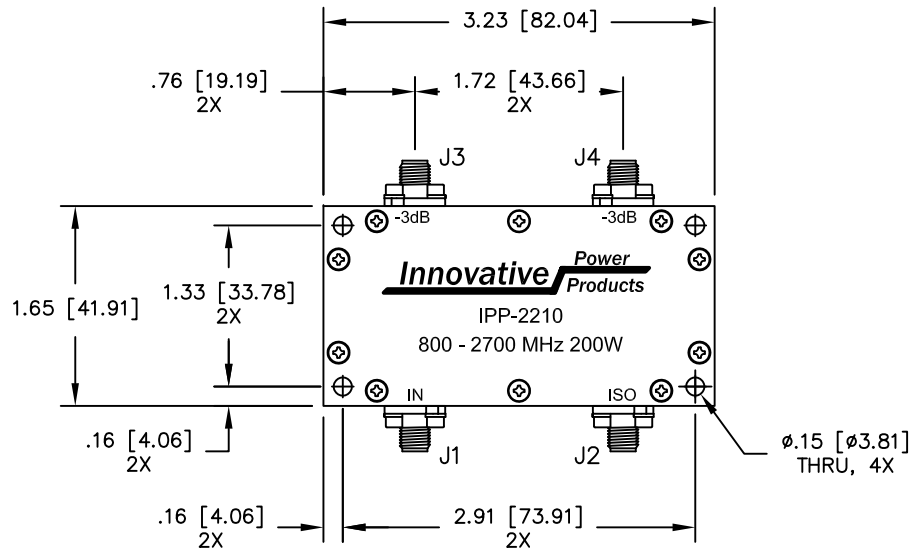 3.23 [82.04]
.76 [19.19]
2X
1.72 [43.66]
2X
J3
J4
-3dB
-3dB
1.65 [41.91]
1.33 [33.78]
2X
Innovative Power Products
IPP-2210
800 - 2700 MHz 200W
IN
ISO
J1
J2
.16 [4.06]
2X
ø.15 [ø3.81]
THRU, 4X
.16 [4.06]
2X
2.91 [73.91]
2X